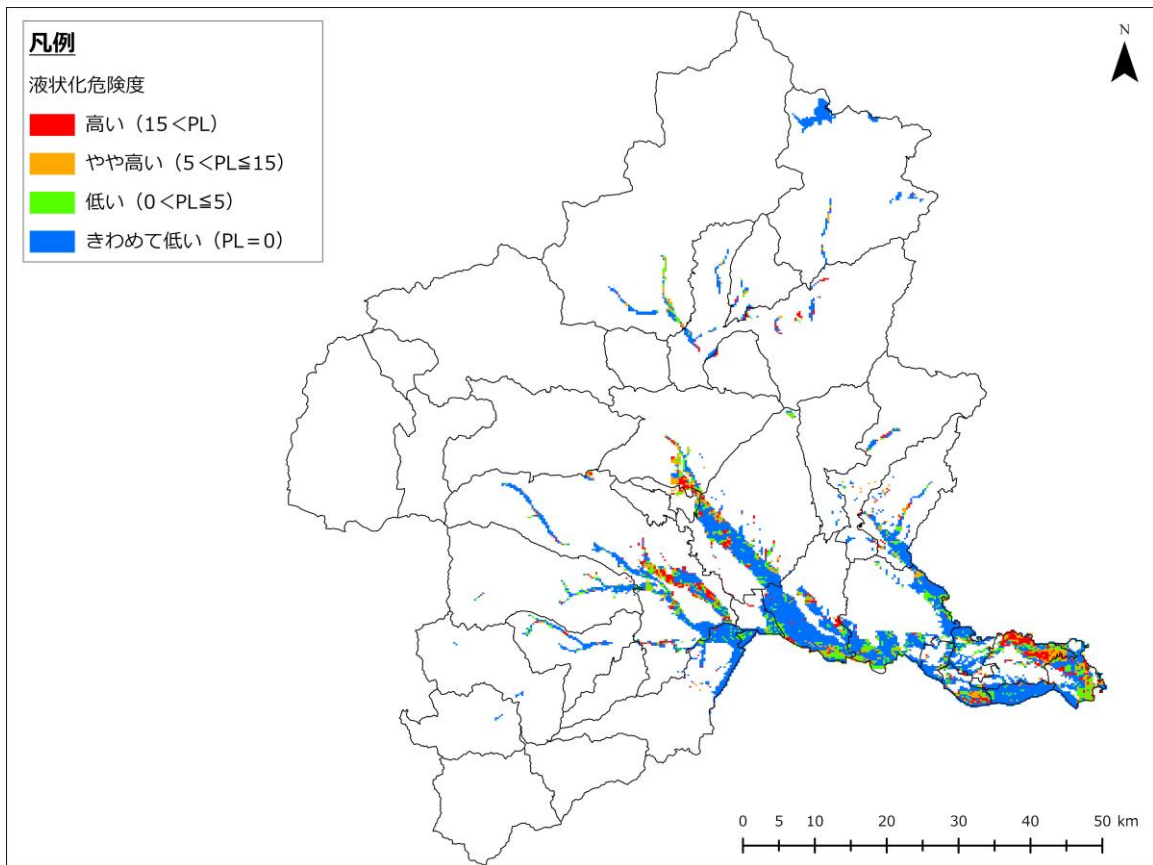 凡例
液状化危険度
高い（15＜PL）
やや高い（5＜PL≦15）
低い（0＜PL≦5）
きわめて低い（PL＝0）
N
0 5 10 20 30 40 50 km